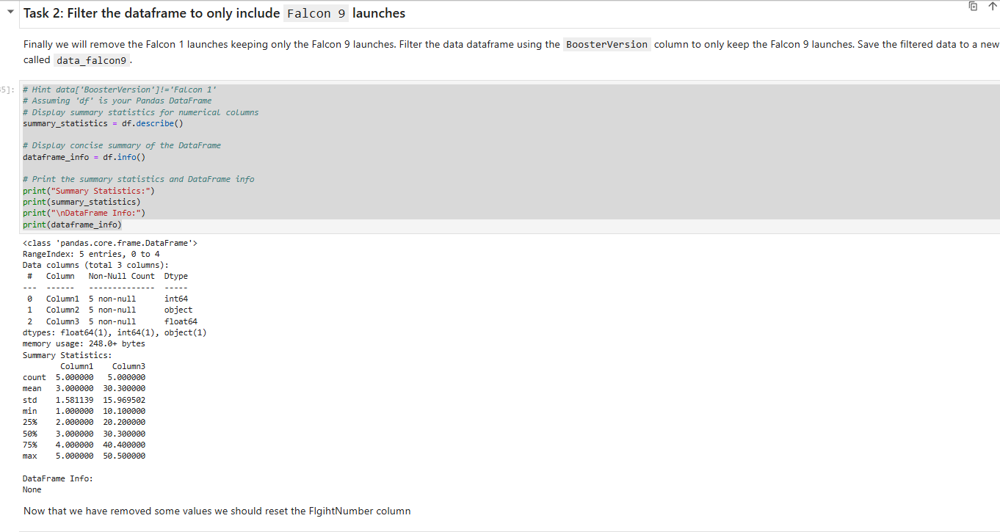 Task 2: Filter the dataframe to only include Falcon 9 launches
Finally we will remove the Falcon 1 launches keeping only the Falcon 9 launches. Filter the data dataframe using the BoosterVersion column to only keep the Falcon 9 launches. Save the filtered data to a new
called data_falcon9.
5]: # Hint data['BoosterVersion']!='Falcon 1'
# Assuming 'df' is your Pandas DataFrame
# Display summary statistics for numerical columns
summary_statistics = df.describe()
# Display concise summary of the DataFrame
dataframe_info = df.info()
# Print the summary statistics and DataFrame info
print("Summary Statistics:")
print(summary_statistics)
print("\nDataFrame Info:")
print(dataframe_info)
<class 'pandas.core.frame.DataFrame'>
RangeIndex: 5 entries, 0 to 4
Data columns (total 3 columns):
 #   Column   Non-Null Count  Dtype
---  ------   --------------  -----
 0   Column1  5 non-null      int64
 1   Column2  5 non-null      object
 2   Column3  5 non-null      float64
dtypes: float64(1), int64(1), object(1)
memory usage: 248.0+ bytes
Summary Statistics:
        Column1    Column3
count  5.000000   5.000000
mean   3.000000  30.300000
std    1.581139  15.969502
min    1.000000  10.100000
25%    2.000000  20.200000
50%    3.000000  30.300000
75%    4.000000  40.400000
max    5.000000  50.500000
DataFrame Info:
None
Now that we have removed some values we should reset the FlgihtNumber column